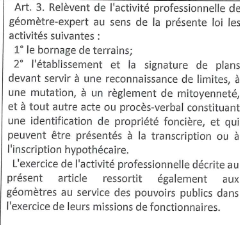 Art. 3. Relèvent de l'activité professionnelle de
géomètre-expert au sens de la présente loi les
activités suivantes :
1° le bornage de terrains;
2° l'établissement et la signature de plans
devant servir à une reconnaissance de limites, à
une mutation, à un règlement de mitoyenneté,
et à tout autre acte ou procès-verbal constituant
une identification de propriété foncière, et qui
peuvent être présentés à la transcription ou à
l'inscription hypothécaire.
L'exercice de l'activité professionnelle décrite au
présent article ressortit également aux
géomètres au service des pouvoirs publics dans
l'exercice de leurs missions de fonctionnaires.